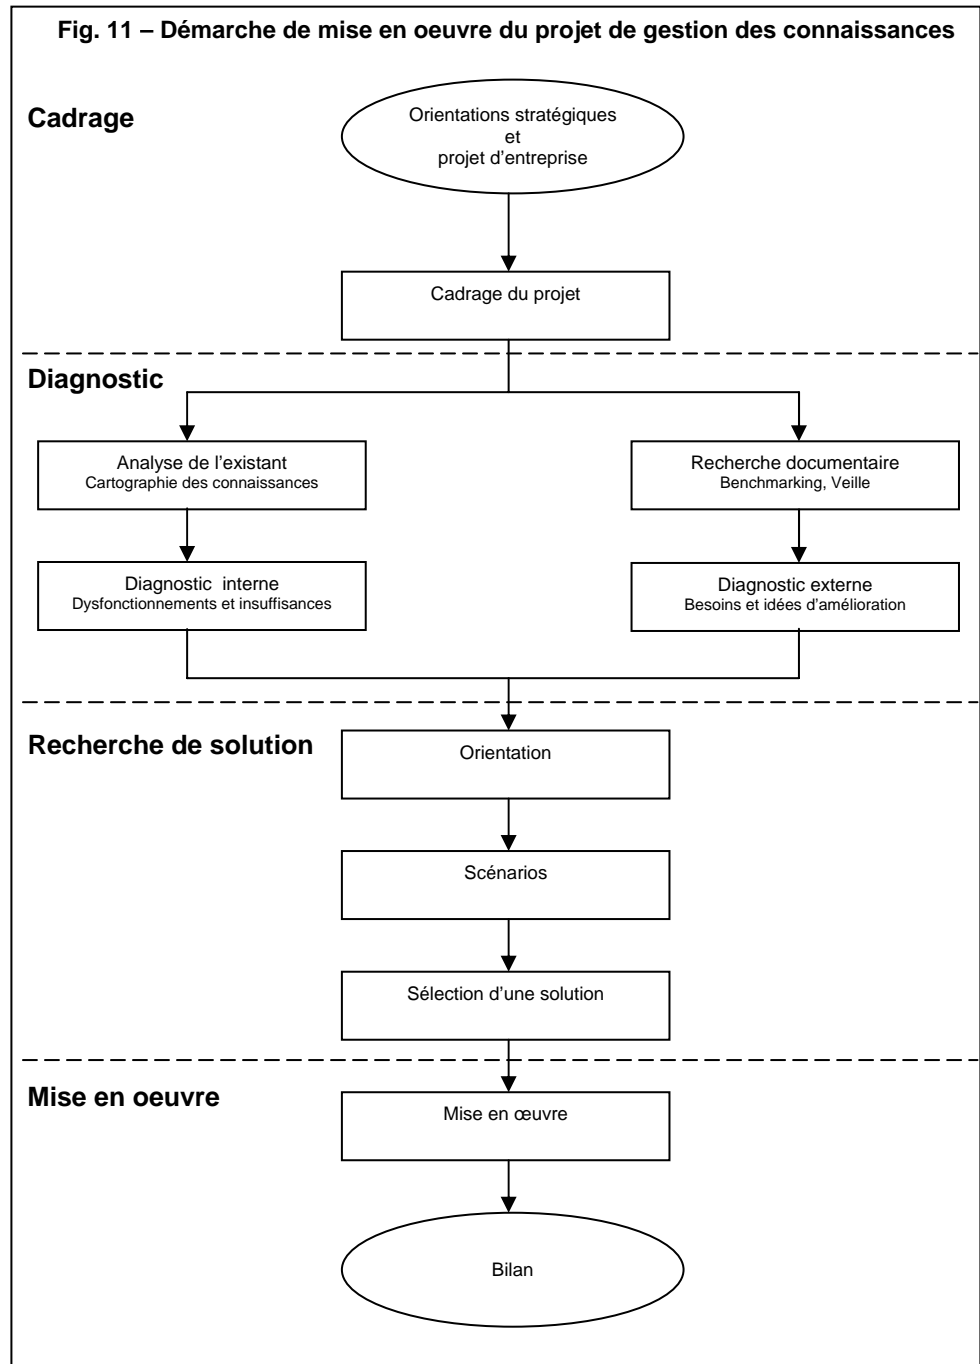 Fig. 11 – Démarche de mise en oeuvre du projet de gestion des connaissances
Cadrage
Orientations stratégiques
et
projet d'entreprise
Cadrage du projet
Diagnostic
Analyse de l'existant
Cartographie des connaissances
Recherche documentaire
Benchmarking, Veille
Diagnostic interne
Dysfonctionnements et insuffisances
Diagnostic externe
Besoins et idées d'amélioration
Recherche de solution
Orientation
Scénarios
Sélection d'une solution
Mise en oeuvre
Mise en œuvre
Bilan